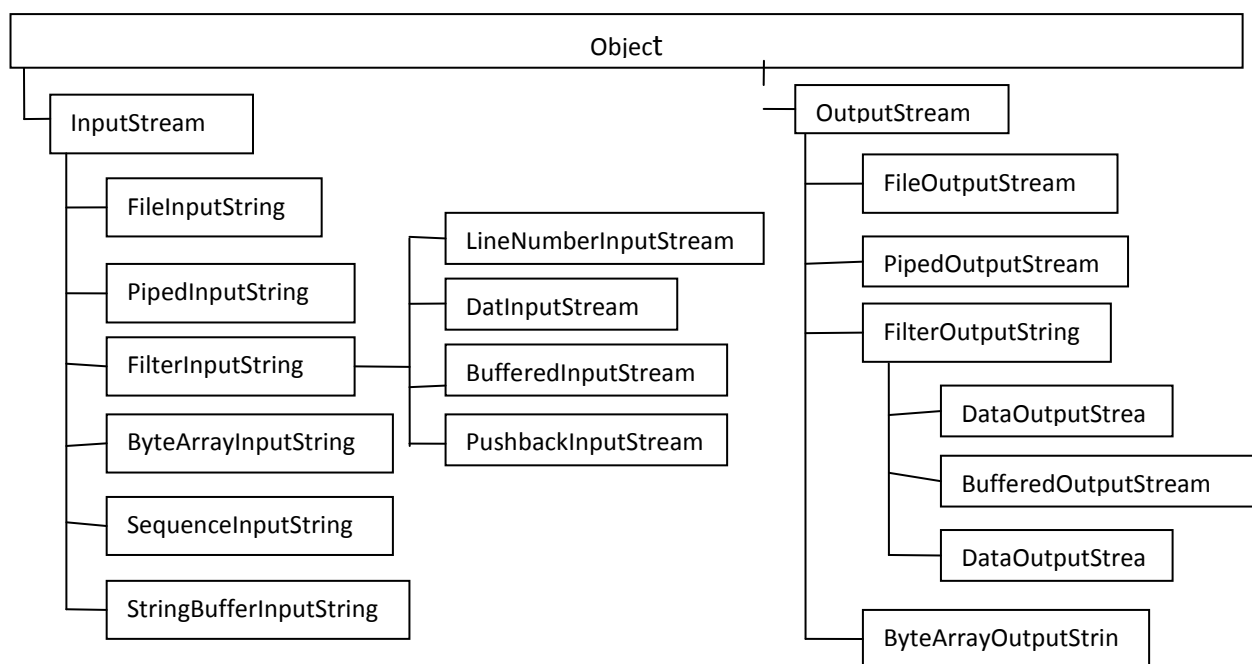 Object
InputStream
FileInputString
PipedInputString
FilterInputString
LineNumberInputStream
DatInputStream
BufferedInputStream
PushbackInputStream
ByteArrayInputString
SequenceInputString
StringBufferInputString
OutputStream
FileOutputStream
PipedOutputStream
FilterOutputString
DataOutputStrea
BufferedOutputStream
DataOutputStrea
ByteArrayOutputStrin